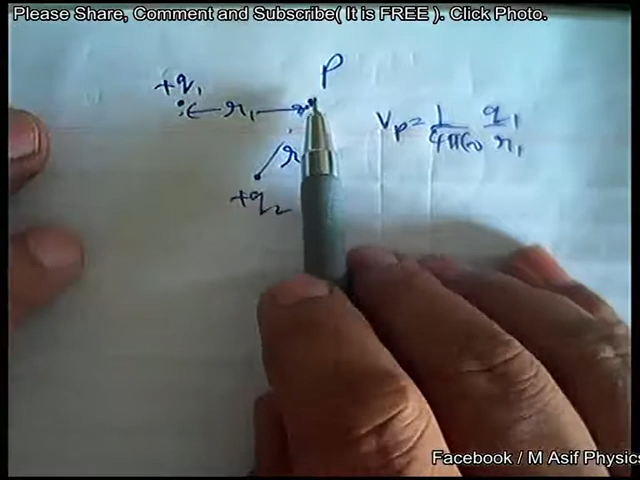 Please Share, Comment and Subscribe( It is FREE ). Click Photo.
P
+q₁
r₁
Vₚ = 1/4πε₀ q₁/r₁
r
+q₂
Facebook / M Asif Physics